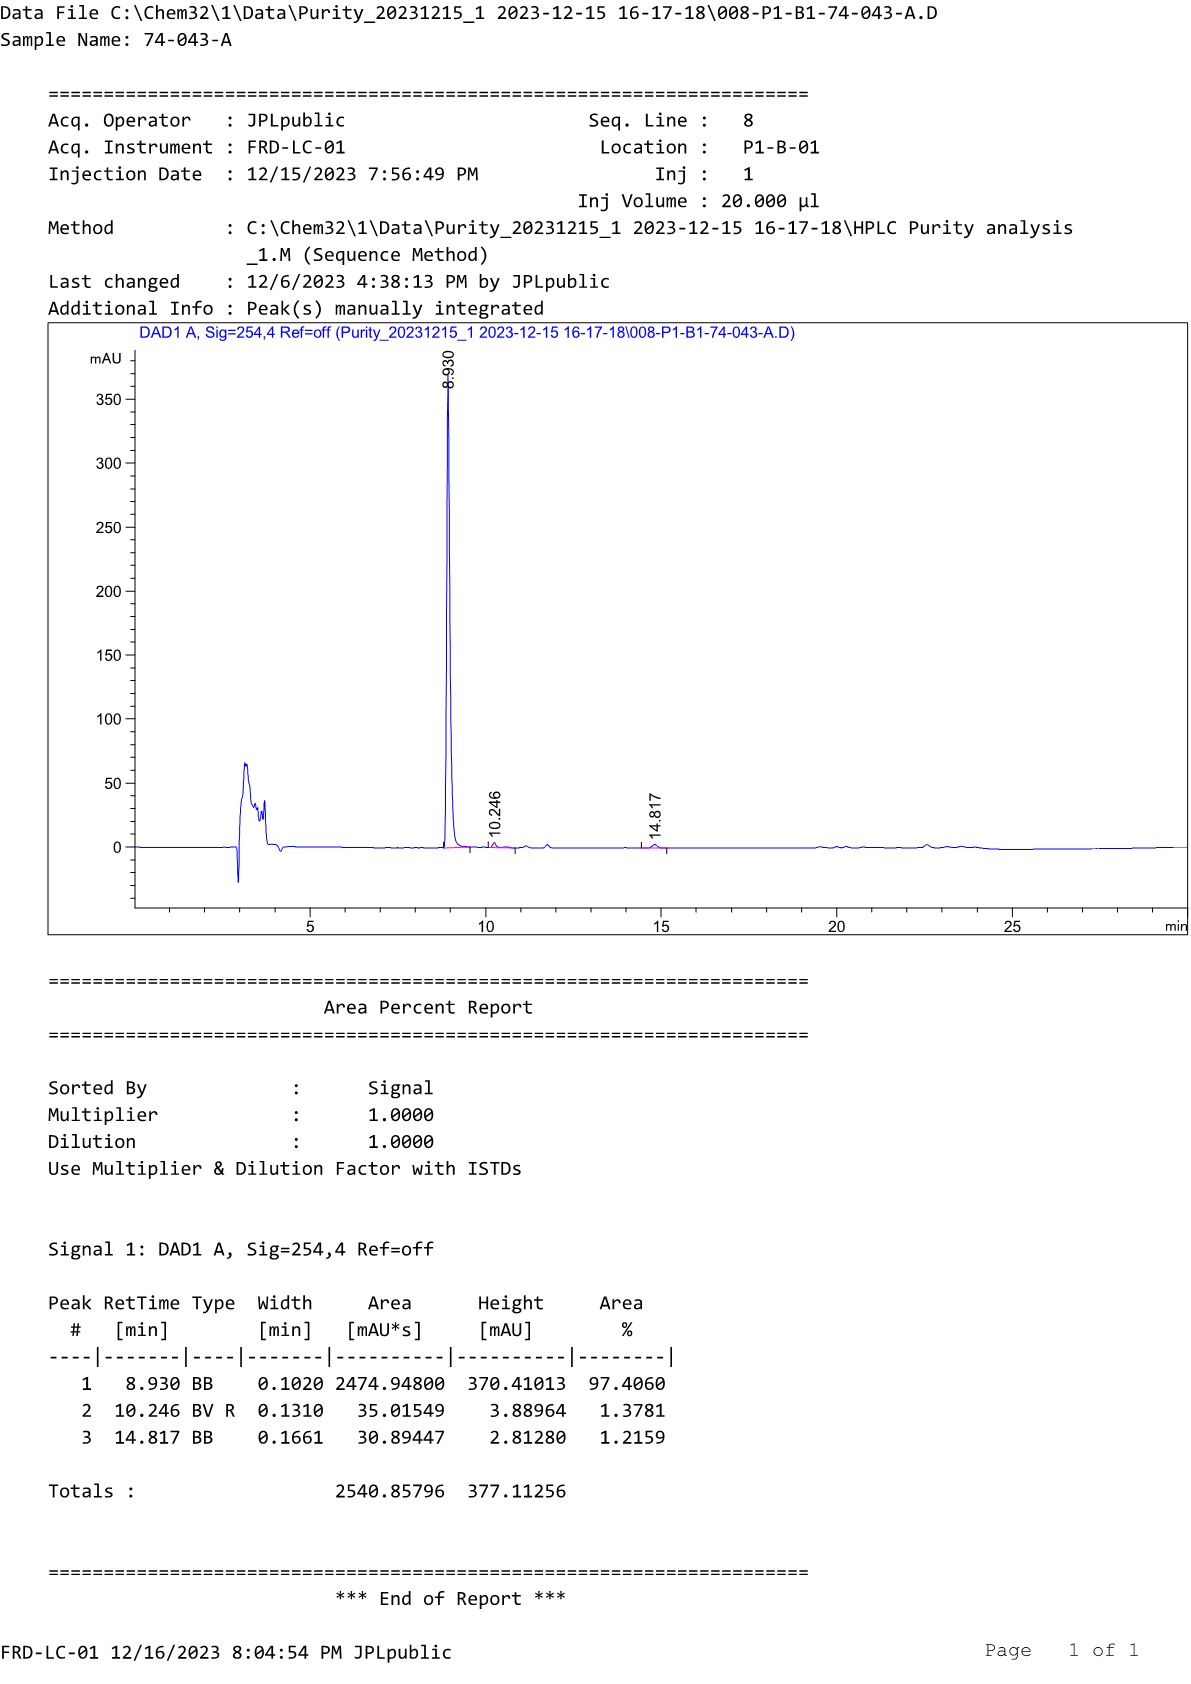 Data File C:\Chem32\1\Data\Purity_20231215_1 2023-12-15 16-17-18\008-P1-B1-74-043-A.D
Sample Name: 74-043-A
=====================================================================
Acq. Operator   : JPLpublic                      Seq. Line :   8
Acq. Instrument : FRD-LC-01                       Location :   P1-B-01
Injection Date  : 12/15/2023 7:56:49 PM                Inj :   1
Inj Volume : 20.000 µl
Method          : C:\Chem32\1\Data\Purity_20231215_1 2023-12-15 16-17-18\HPLC Purity analysis
_1.M (Sequence Method)
Last changed    : 12/6/2023 4:38:13 PM by JPLpublic
Additional Info : Peak(s) manually integrated
DAD1 A, Sig=254,4 Ref=off (Purity_20231215_1 2023-12-15 16-17-18\008-P1-B1-74-043-A.D)
mAU
350
300
250
200
150
100
50
0
8.930
10.246
14.817
5 10 15 20 25 min
=====================================================================
Area Percent Report
=====================================================================
Sorted By             :      Signal
Multiplier            :      1.0000
Dilution              :      1.0000
Use Multiplier & Dilution Factor with ISTDs
Signal 1: DAD1 A, Sig=254,4 Ref=off
Peak RetTime Type  Width     Area      Height     Area
#   [min]        [min]   [mAU*s]     [mAU]        %
----|-------|----|-------|----------|----------|--------|
1   8.930 BB    0.1020 2474.94800  370.41013  97.4060
2  10.246 BV R  0.1310   35.01549    3.88964   1.3781
3  14.817 BB    0.1661   30.89447    2.81280   1.2159
Totals :                  2540.85796  377.11256
=====================================================================
*** End of Report ***
FRD-LC-01 12/16/2023 8:04:54 PM JPLpublic
Page   1 of 1